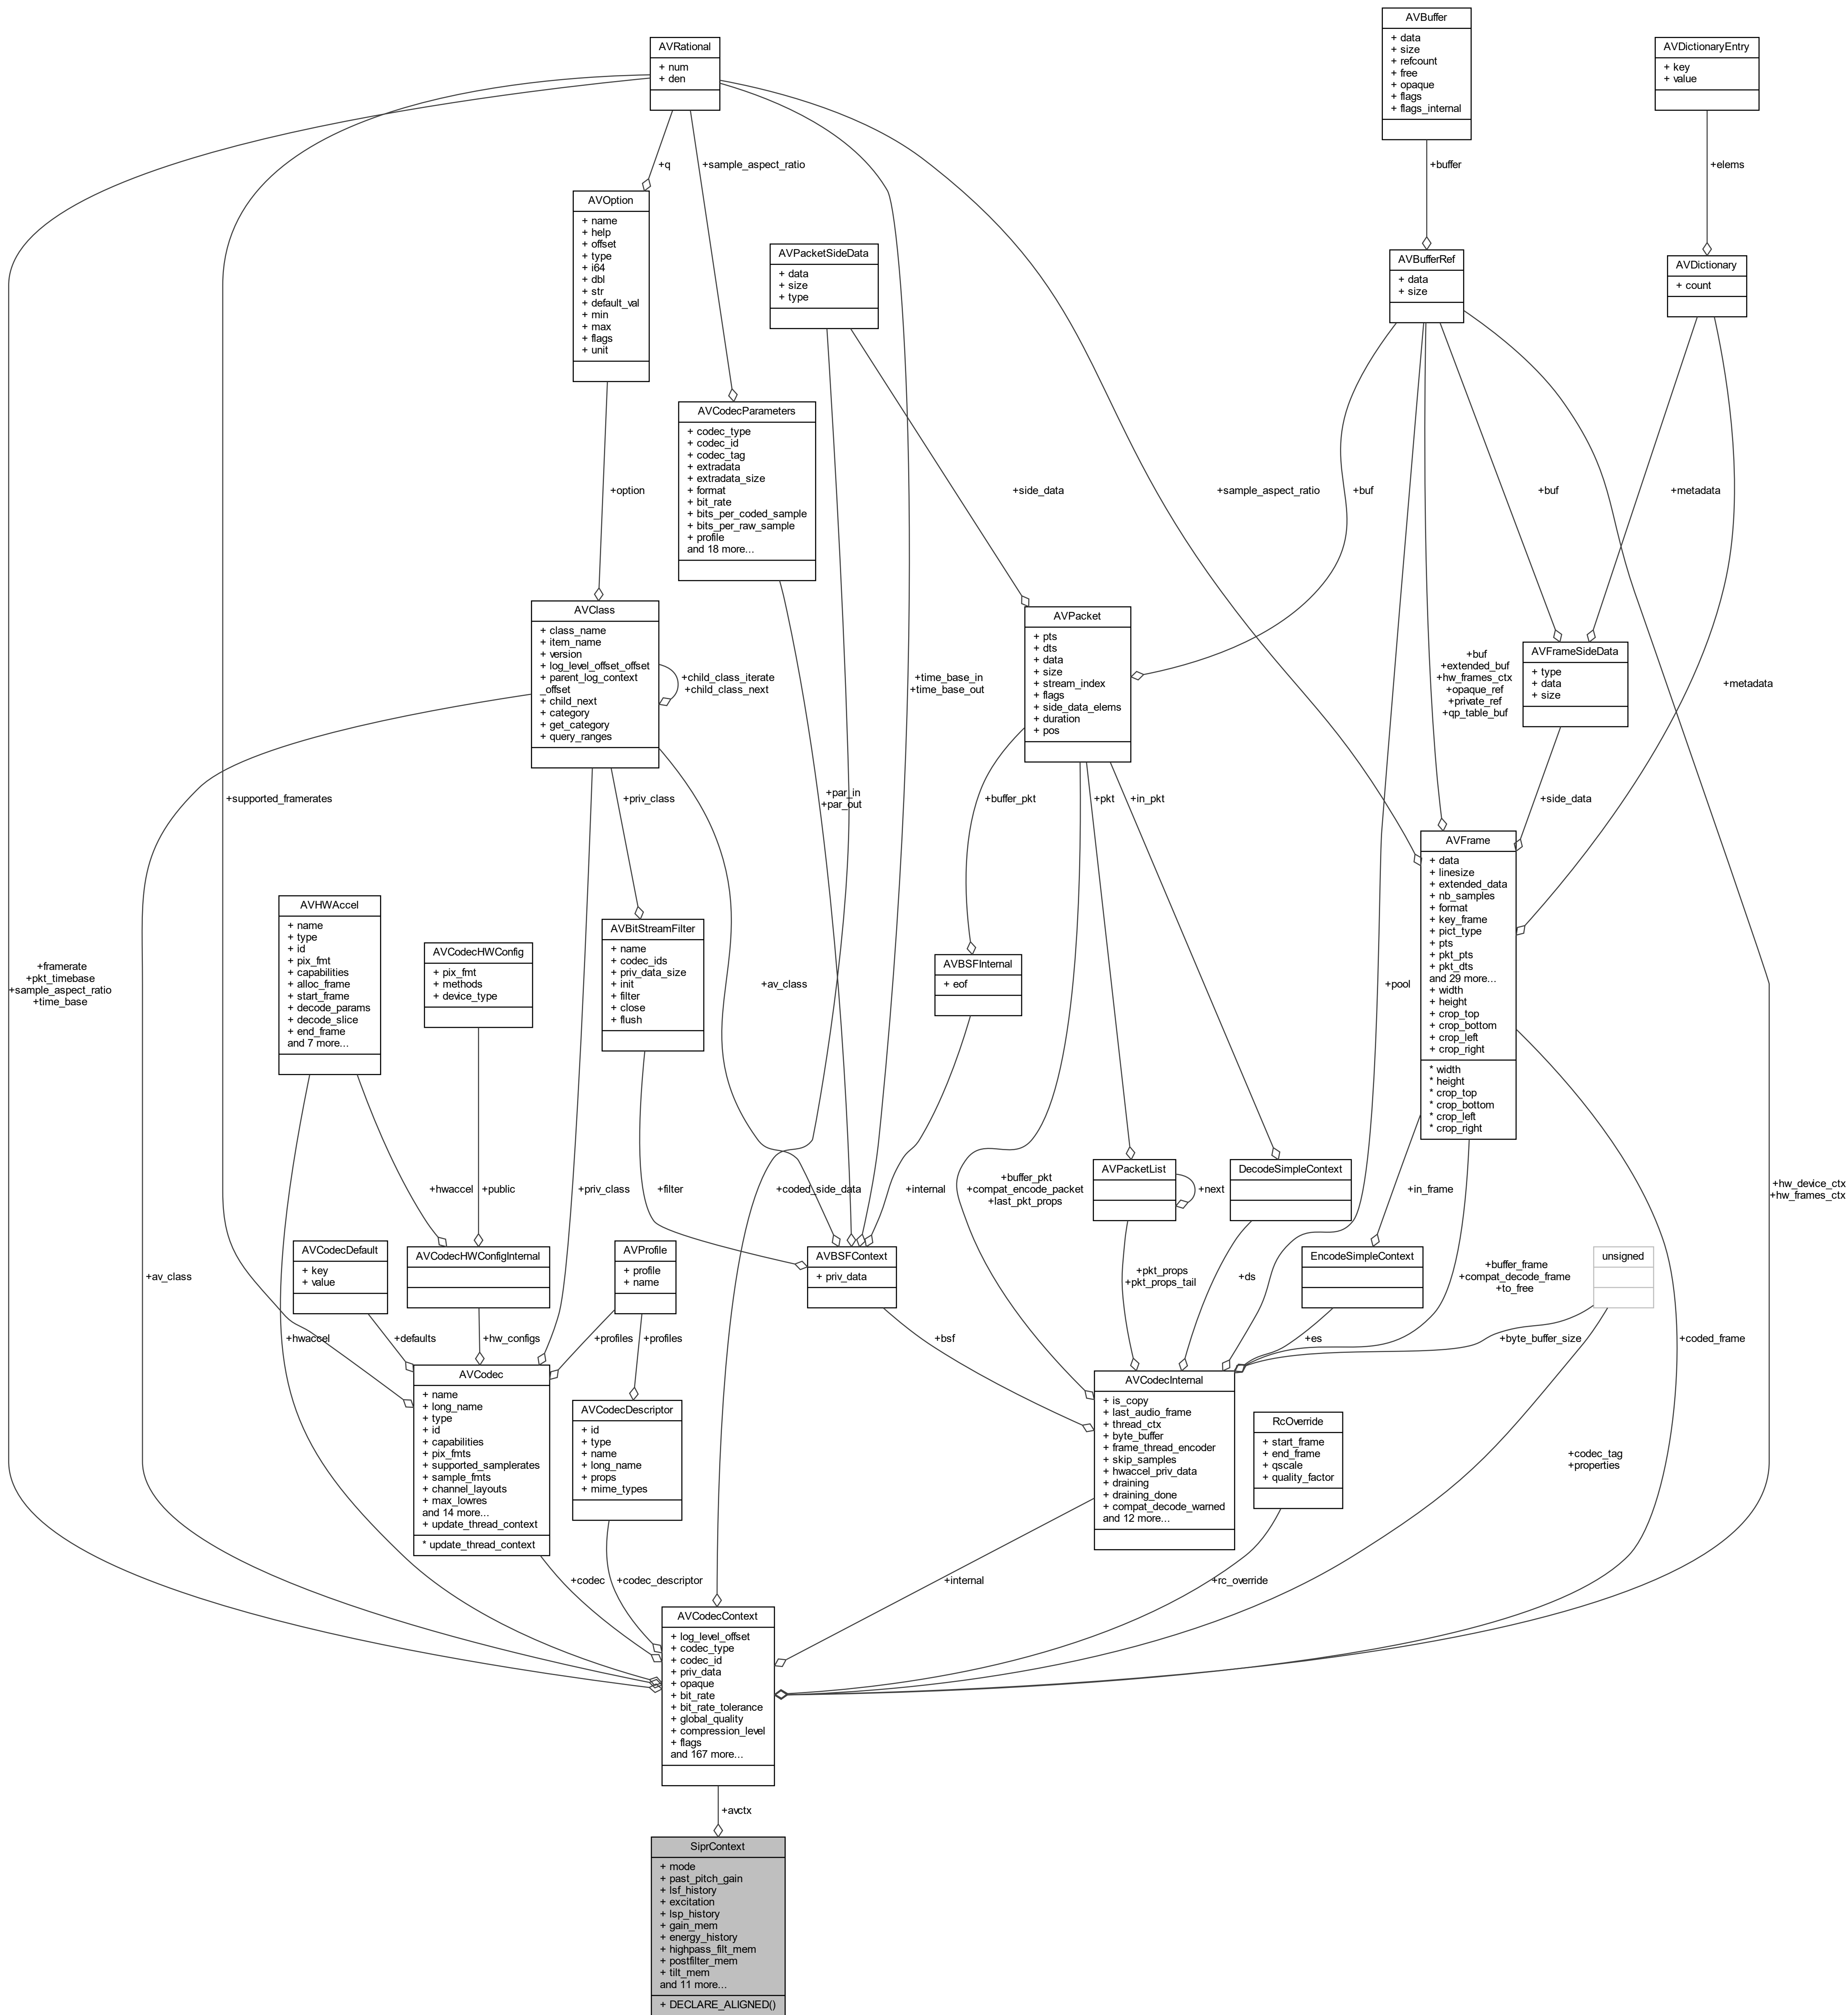 AVBuffer
+ data
+ size
+ refcount
+ free
+ opaque
+ flags
+ flags_internal
AVRational
+ num
+ den
AVDictionaryEntry
+ key
+ value
+q
+sample_aspect_ratio
+buffer
+elems
AVOption
+ name
+ help
+ offset
+ type
+ i64
+ dbl
+ str
+ default_val
+ min
+ max
+ flags
+ unit
AVPacketSideData
+ data
+ size
+ type
AVBufferRef
+ data
+ size
AVDictionary
+ count
AVCodecParameters
+ codec_type
+ codec_id
+ codec_tag
+ extradata
+ extradata_size
+ format
+ bit_rate
+ bits_per_coded_sample
+ bits_per_raw_sample
+ profile
and 18 more...
+option
+side_data
+sample_aspect_ratio
+buf
+buf
+metadata
AVClass
+ class_name
+ item_name
+ version
+ log_level_offset_offset
+ parent_log_context
_offset
+ child_next
+ category
+ get_category
+ query_ranges
+child_class_iterate
+child_class_next
+time_base_in
+time_base_out
AVPacket
+ pts
+ dts
+ data
+ size
+ stream_index
+ flags
+ side_data_elems
+ duration
+ pos
+buf
+extended_buf
+hw_frames_ctx
+opaque_ref
+private_ref
+qp_table_buf
AVFrameSideData
+ type
+ data
+ size
+metadata
+supported_framerates
+priv_class
+par_in
+par_out
+buffer_pkt
+pkt
+in_pkt
+side_data
AVFrame
+ data
+ linesize
+ extended_data
+ nb_samples
+ format
+ key_frame
+ pict_type
+ pts
+ pkt_pts
+ pkt_dts
and 29 more...
+ width
+ height
+ crop_top
+ crop_bottom
+ crop_left
+ crop_right
* width
* height
* crop_top
* crop_bottom
* crop_left
* crop_right
+framerate
+pkt_timebase
+sample_aspect_ratio
+time_base
AVHWAccel
+ name
+ type
+ id
+ pix_fmt
+ capabilities
+ alloc_frame
+ start_frame
+ decode_params
+ decode_slice
+ end_frame
and 7 more...
AVCodecHWConfig
+ pix_fmt
+ methods
+ device_type
AVBitStreamFilter
+ name
+ codec_ids
+ priv_data_size
+ init
+ filter
+ close
+ flush
+av_class
AVBSFInternal
+ eof
+pool
+hwaccel
+public
+priv_class
+filter
+coded_side_data
+internal
+buffer_pkt
+compat_encode_packet
+last_pkt_props
AVPacketList
+next
DecodeSimpleContext
+in_frame
+hw_device_ctx
+hw_frames_ctx
+av_class
AVCodecDefault
+ key
+ value
AVCodecHWConfigInternal
AVProfile
+ profile
+ name
AVBSFContext
+ priv_data
+pkt_props
+pkt_props_tail
+ds
EncodeSimpleContext
+buffer_frame
+compat_decode_frame
+to_free
unsigned
+hwaccel
+defaults
+hw_configs
+profiles
+profiles
+bsf
+es
+byte_buffer_size
+coded_frame
AVCodec
+ name
+ long_name
+ type
+ id
+ capabilities
+ pix_fmts
+ supported_samplerates
+ sample_fmts
+ channel_layouts
+ max_lowres
and 14 more...
+ update_thread_context
* update_thread_context
AVCodecDescriptor
+ id
+ type
+ name
+ long_name
+ props
+ mime_types
AVCodecInternal
+ is_copy
+ last_audio_frame
+ thread_ctx
+ byte_buffer
+ frame_thread_encoder
+ skip_samples
+ hwaccel_priv_data
+ draining
+ draining_done
+ compat_decode_warned
and 12 more...
RcOverride
+ start_frame
+ end_frame
+ qscale
+ quality_factor
+codec_tag
+properties
+codec
+codec_descriptor
+internal
+rc_override
AVCodecContext
+ log_level_offset
+ codec_type
+ codec_id
+ priv_data
+ opaque
+ bit_rate
+ bit_rate_tolerance
+ global_quality
+ compression_level
+ flags
and 167 more...
+avctx
SiprContext
+ mode
+ past_pitch_gain
+ lsf_history
+ excitation
+ lsp_history
+ gain_mem
+ energy_history
+ highpass_filt_mem
+ postfilter_mem
+ tilt_mem
and 11 more...
+ DECLARE_ALIGNED()